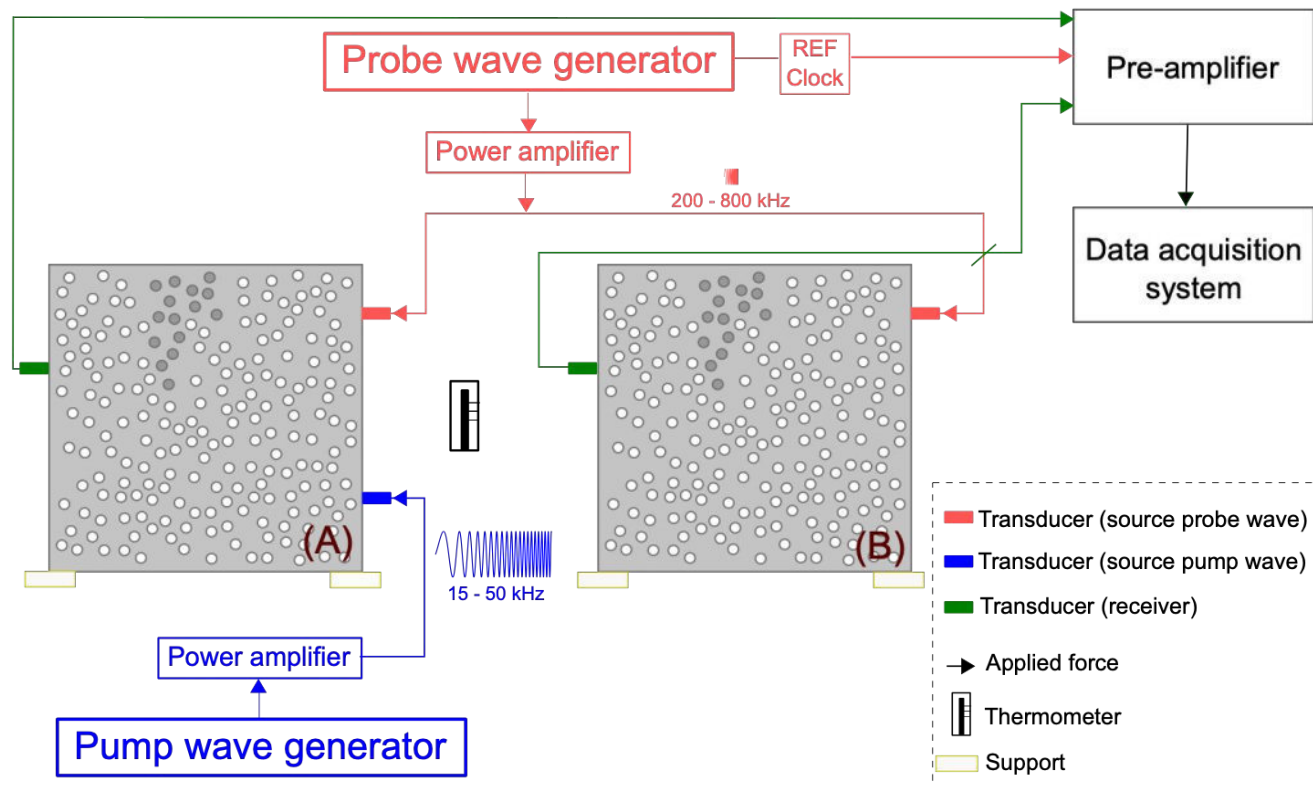 Probe wave generator
REF
Clock
Pre-amplifier
Power amplifier
200 - 800 kHz
Data acquisition
system
(A)
(B)
15 - 50 kHz
Power amplifier
Pump wave generator
Transducer (source probe wave)
Transducer (source pump wave)
Transducer (receiver)
Applied force
Thermometer
Support